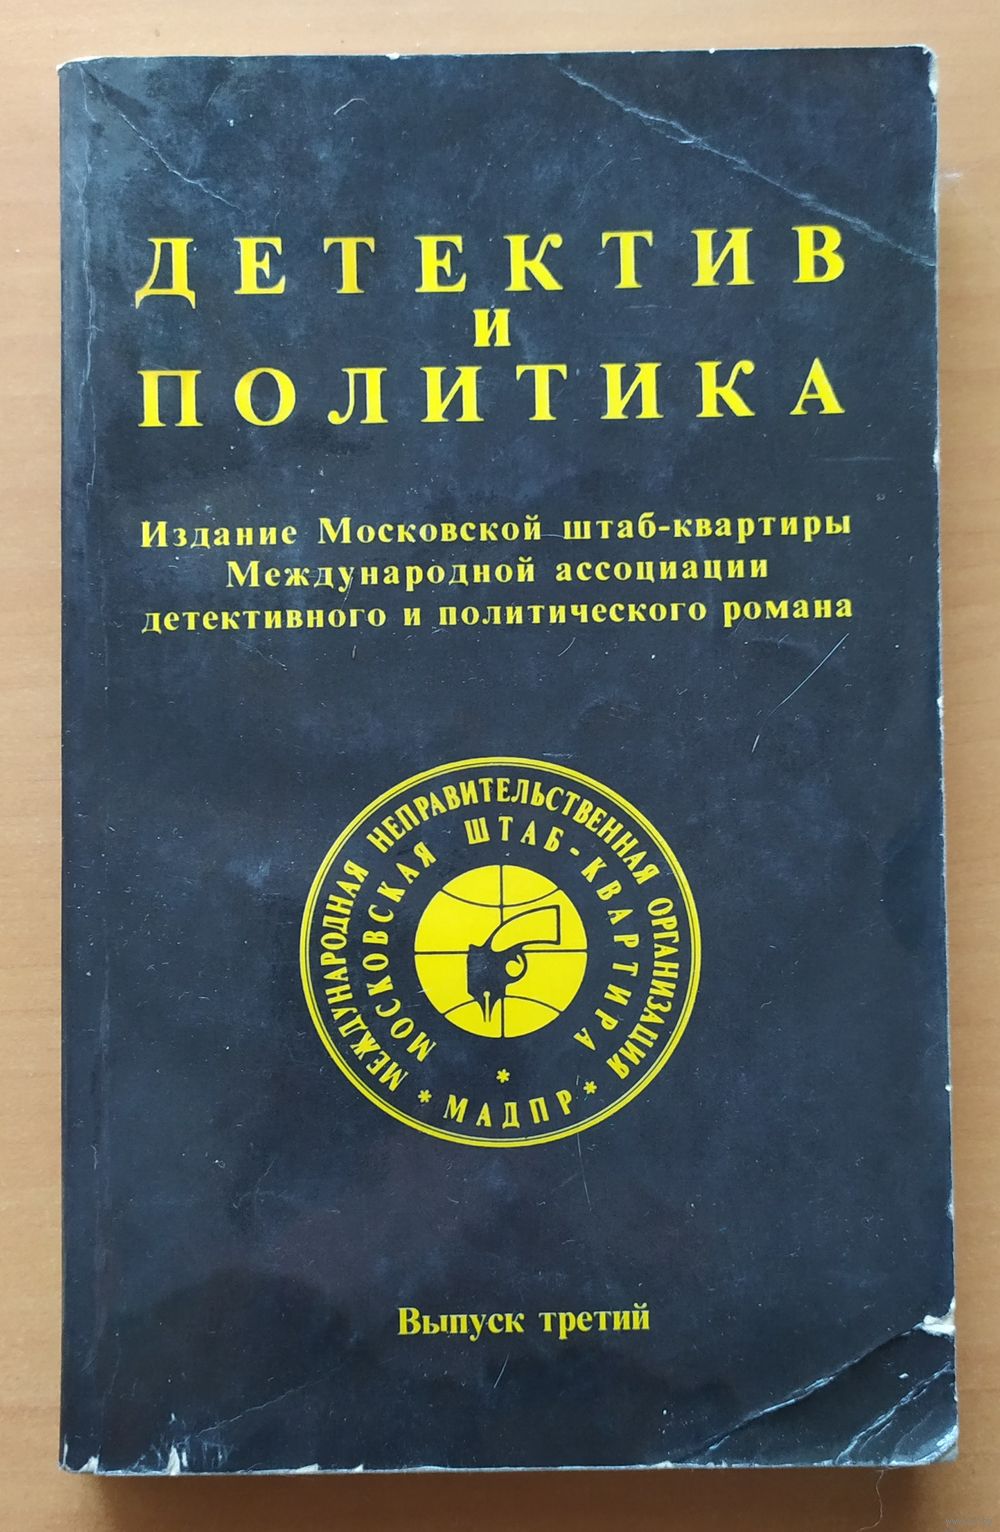 ДЕТЕКТИВ
И
ПОЛИТИКА
Издание Московской штаб-квартиры
Международной ассоциации
детективного и политического романа
МЕЖДУНАРОДНАЯ НЕПРАВИТЕЛЬСТВЕННАЯ ОРГАНИЗАЦИЯ
МОСКОВСКАЯ ШТАБ-КВАРТИРА
*
* МАДПР *
Выпуск третий